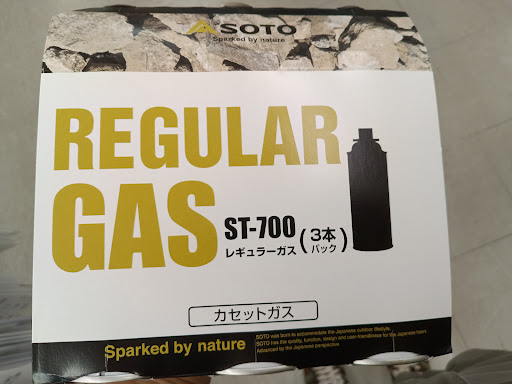 SOTO
Sparked by nature
REGULAR
GAS
ST-700
レギュラーガス
(3本パック)
カセットガス
Sparked by nature
SOTO was born to accommodate the Japanese outdoor lifestyle.
SOTO has the quality, function, design and user-friendliness for the Japanese team.
Advanced by the Japanese perspective.